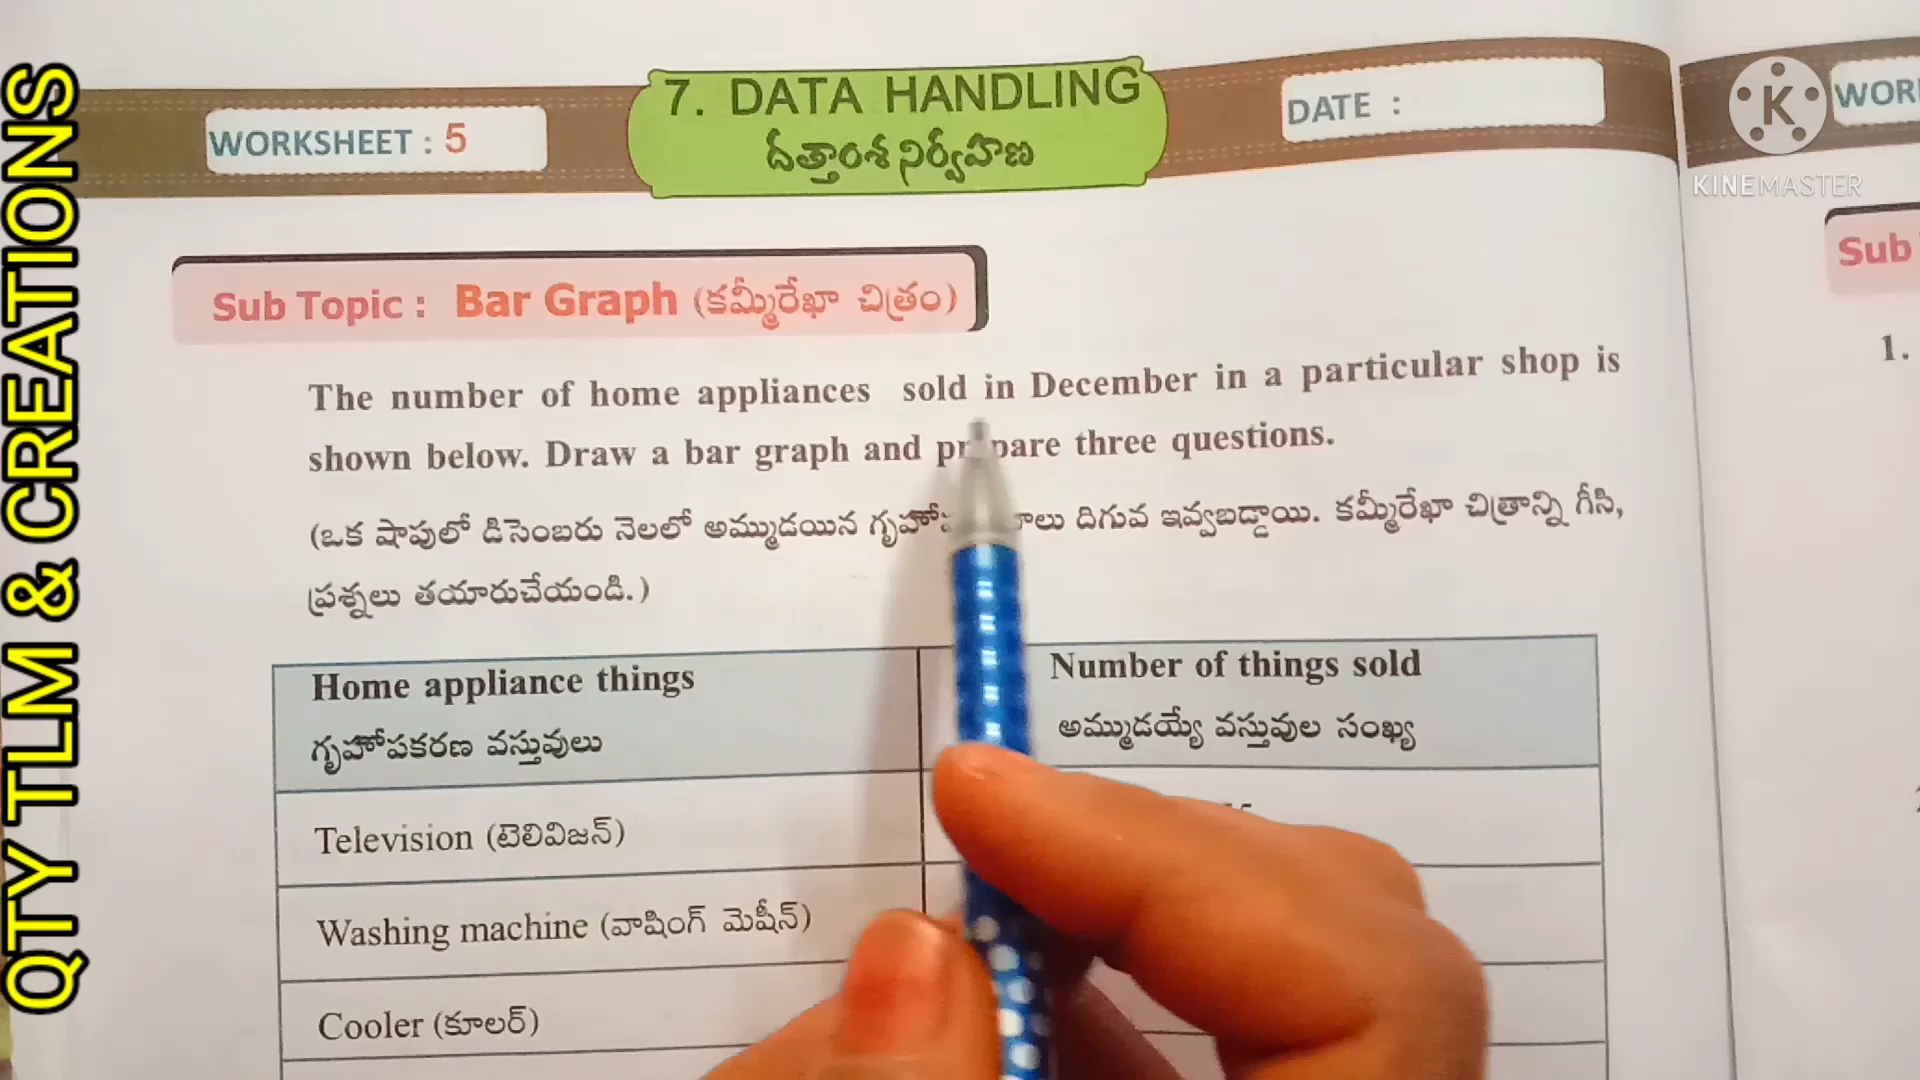 QTY TLM & CREATIONS
7. DATA HANDLING
దత్తాంశ నిర్వహణ
WORKSHEET : 5
DATE :
WOR
KINEMASTER
Sub Topic : Bar Graph (కమ్మీరేఖా చిత్రం)
Sub
The number of home appliances sold in December in a particular shop is
shown below. Draw a bar graph and prepare three questions.
1.
(ఒక షాపులో డిసెంబరు నెలలో అమ్ముడయిన దిగువ ఇవ్వబడ్డాయి. కమ్మీరేఖా చిత్రాన్ని గీసి,
ప్రశ్నలు తయారుచేయండి.)
Home appliance things
గృహోపకరణ వస్తువులు
Number of things sold
అమ్ముడయ్యే వస్తువుల సంఖ్య
Television (టెలివిజన్)
Washing machine (వాషింగ్ మెషీన్)
Cooler (కూలర్)